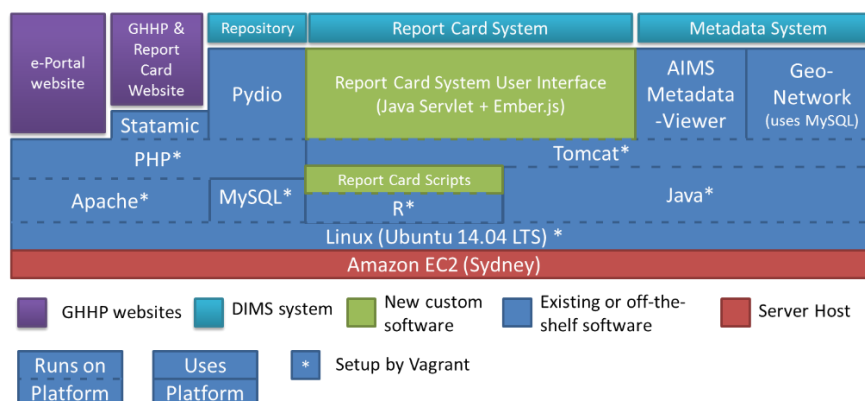 e-Portal
website
GHHP &
Report
Card
Website
Repository
Report Card System
Metadata System
Pydio
Report Card System User Interface
(Java Servlet + Ember.js)
AIMS
Metadata
-Viewer
Geo-
Network
(uses MySQL)
Statamic
PHP*
Tomcat*
Apache*
MySQL*
Report Card Scripts
R*
Java*
Linux (Ubuntu 14.04 LTS) *
Amazon EC2 (Sydney)
GHHP websites
DIMS system
New custom
software
Existing or off-the-
shelf software
Server Host
Runs on
Platform
Uses
Platform
*
Setup by Vagrant